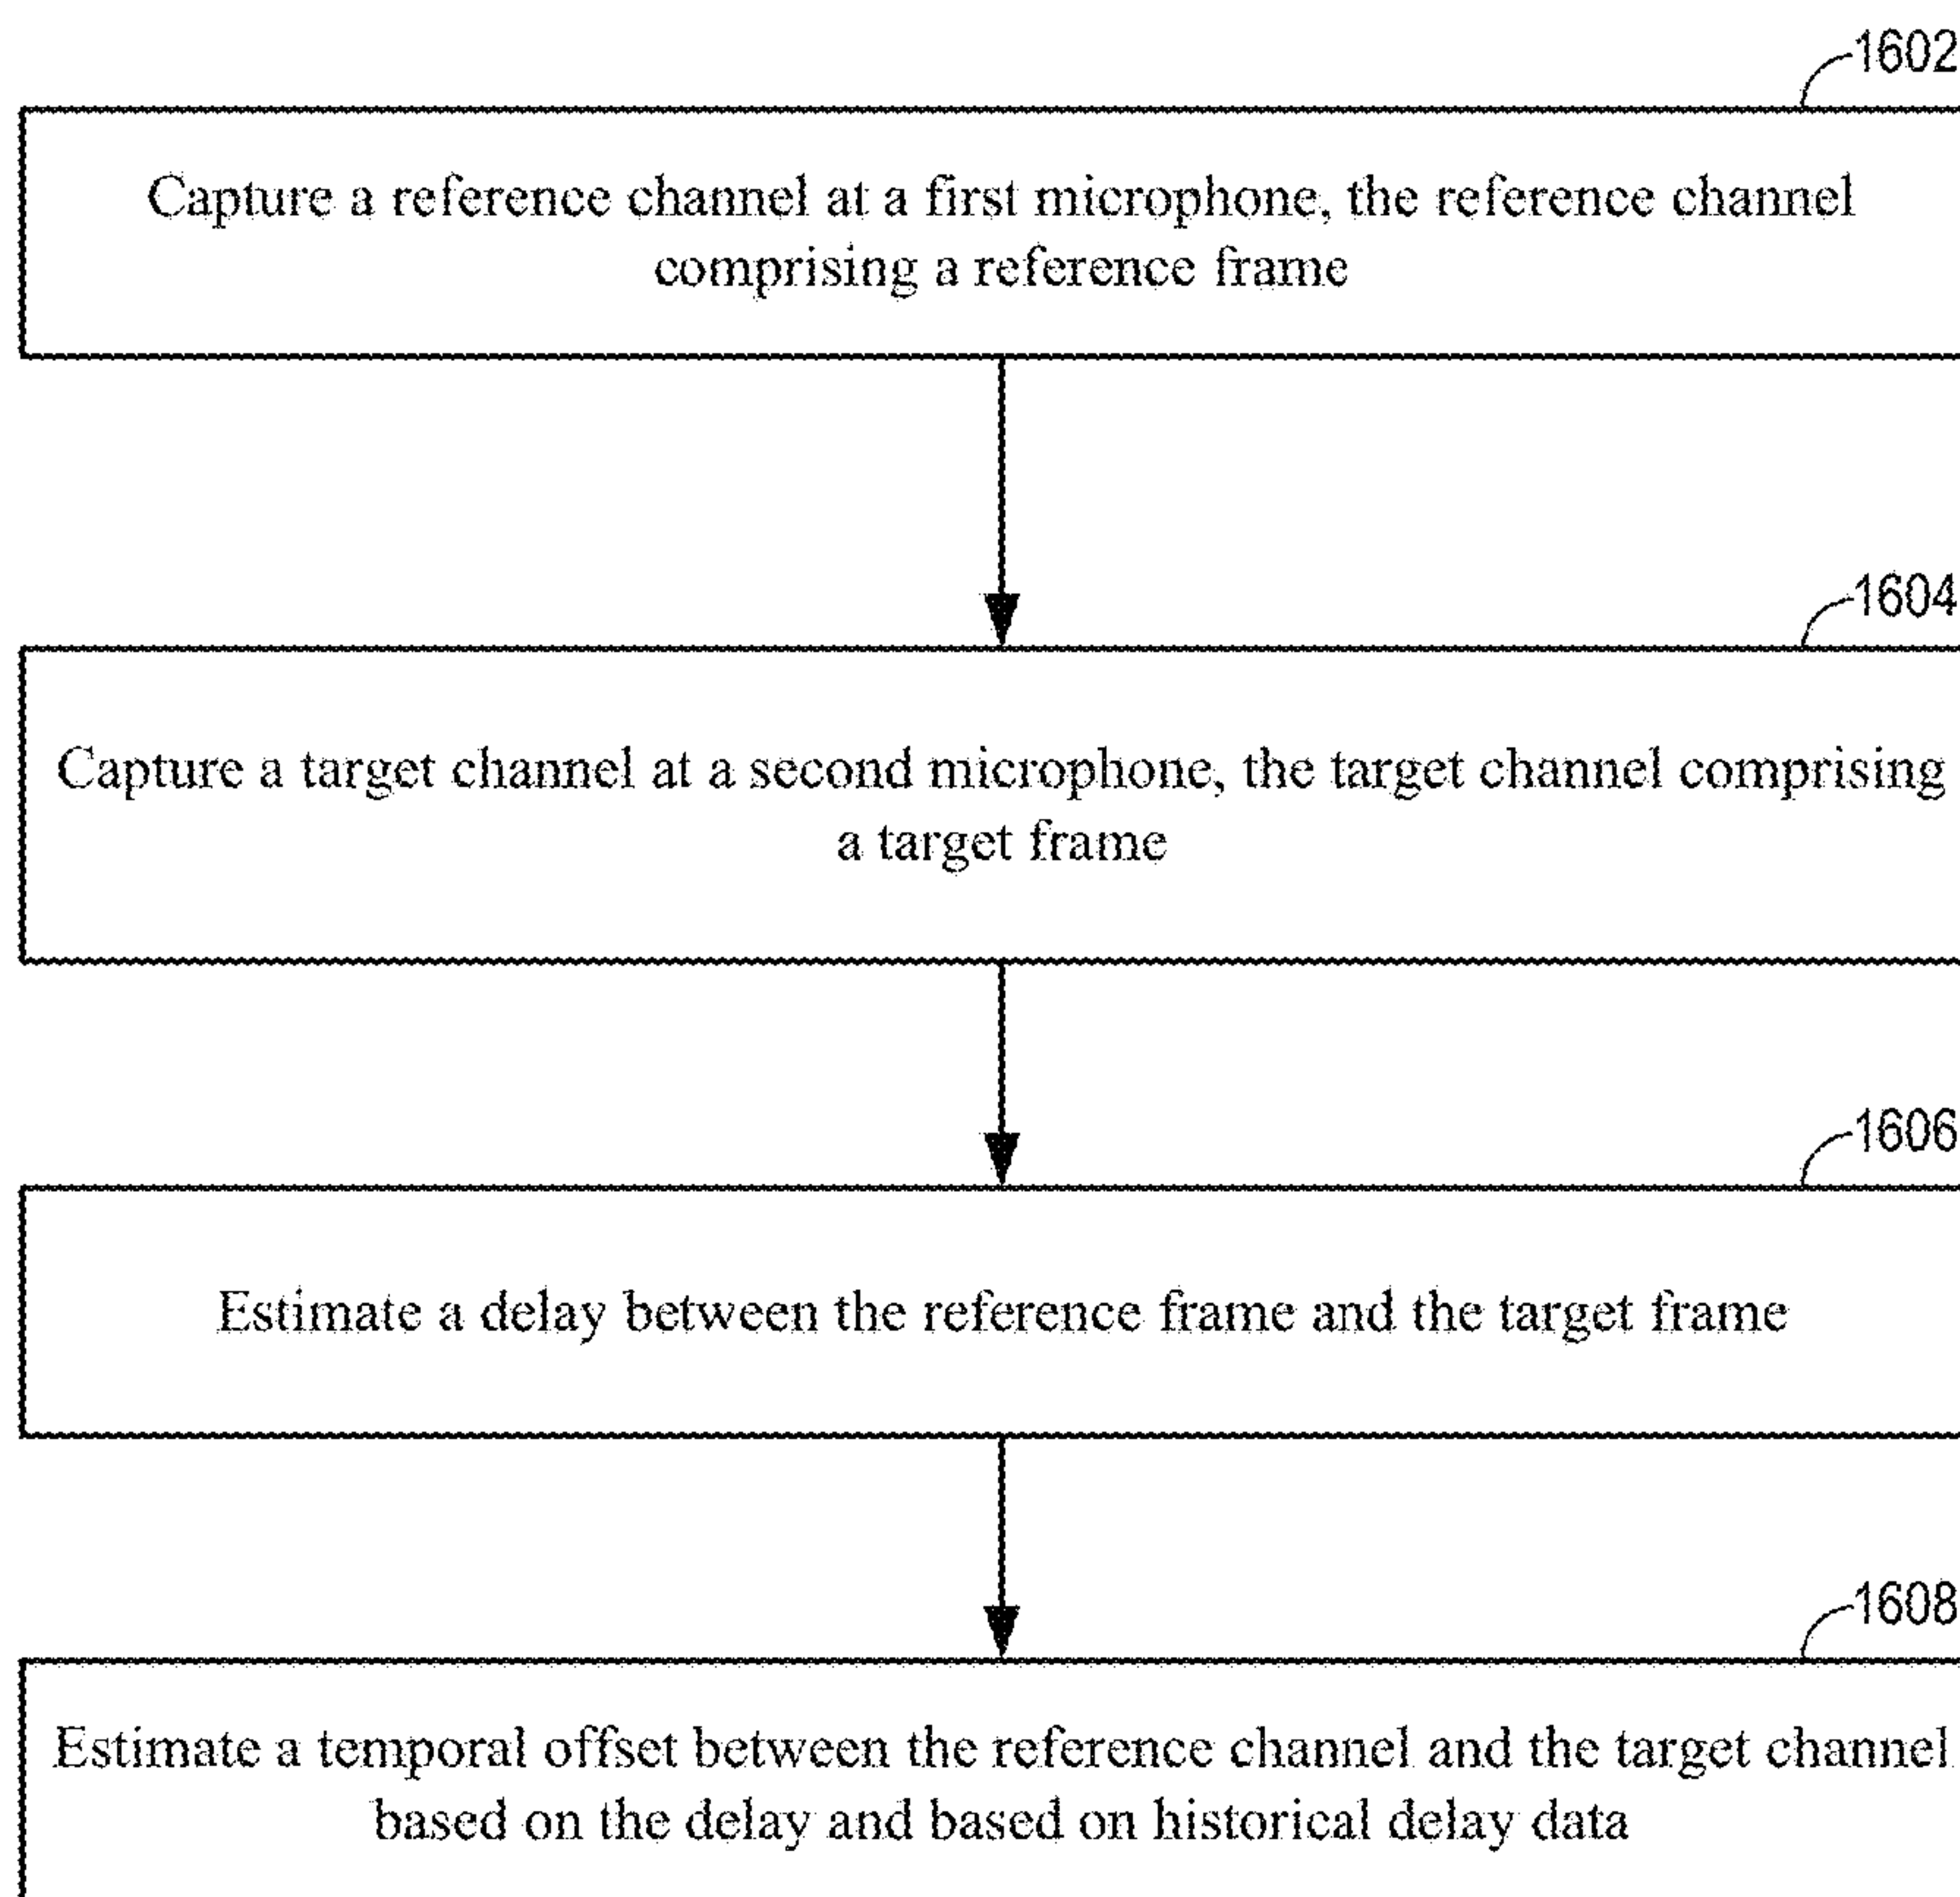 1602
Capture a reference channel at a first microphone, the reference channel
comprising a reference frame
1604
Capture a target channel at a second microphone, the target channel comprising
a target frame
1606
Estimate a delay between the reference frame and the target frame
1608
Estimate a temporal offset between the reference channel and the target channel
based on the delay and based on historical delay data